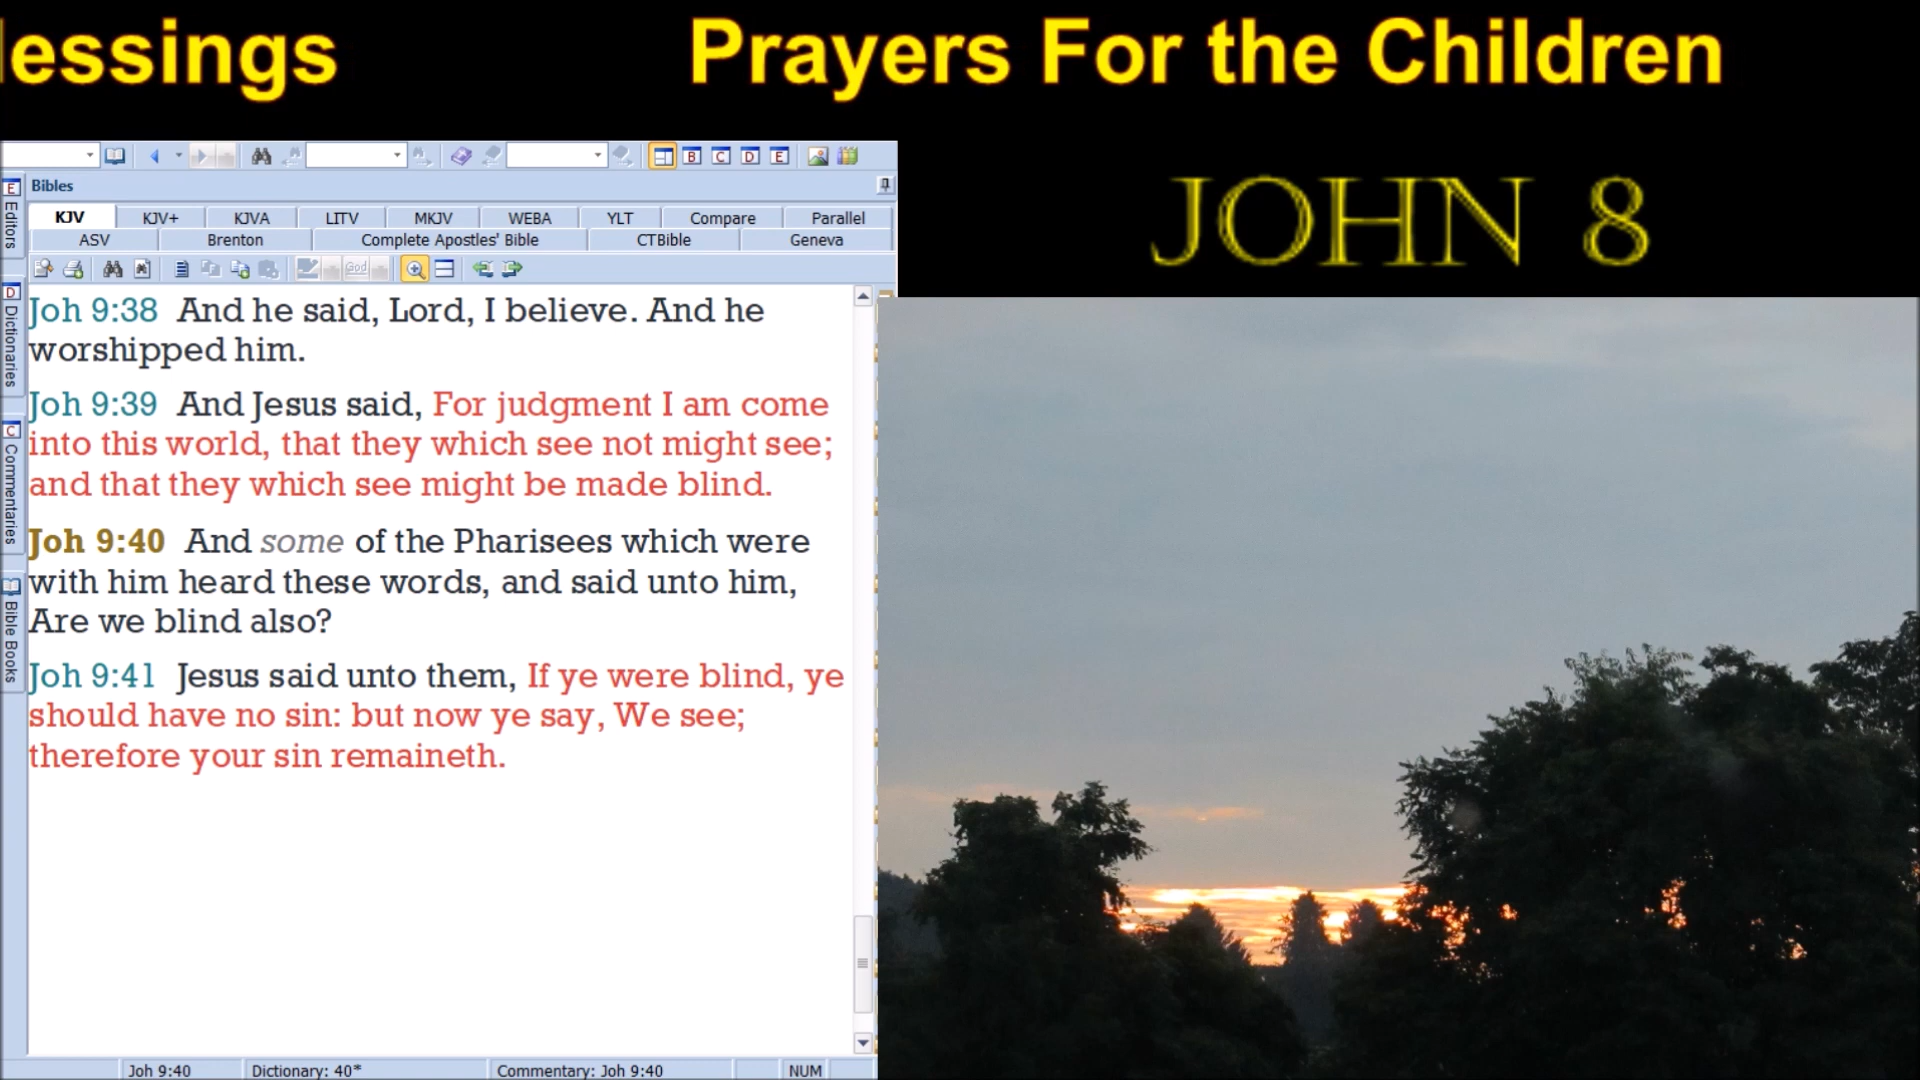 lessings Prayers For the Children
JOHN 8
Bibles
KJV KJV+ KJVA LITV MKJV WEBA YLT Compare Parallel
ASV Brenton Complete Apostles' Bible CTBible Geneva
B C D E
God
E Editors
D Dictionaries
C Commentaries
Bible Books
Joh 9:38 And he said, Lord, I believe. And he
worshipped him.
Joh 9:39 And Jesus said, For judgment I am come
into this world, that they which see not might see;
and that they which see might be made blind.
Joh 9:40 And some of the Pharisees which were
with him heard these words, and said unto him,
Are we blind also?
Joh 9:41 Jesus said unto them, If ye were blind, ye
should have no sin: but now ye say, We see;
therefore your sin remaineth.
Joh 9:40 Dictionary: 40* Commentary: Joh 9:40 NUM